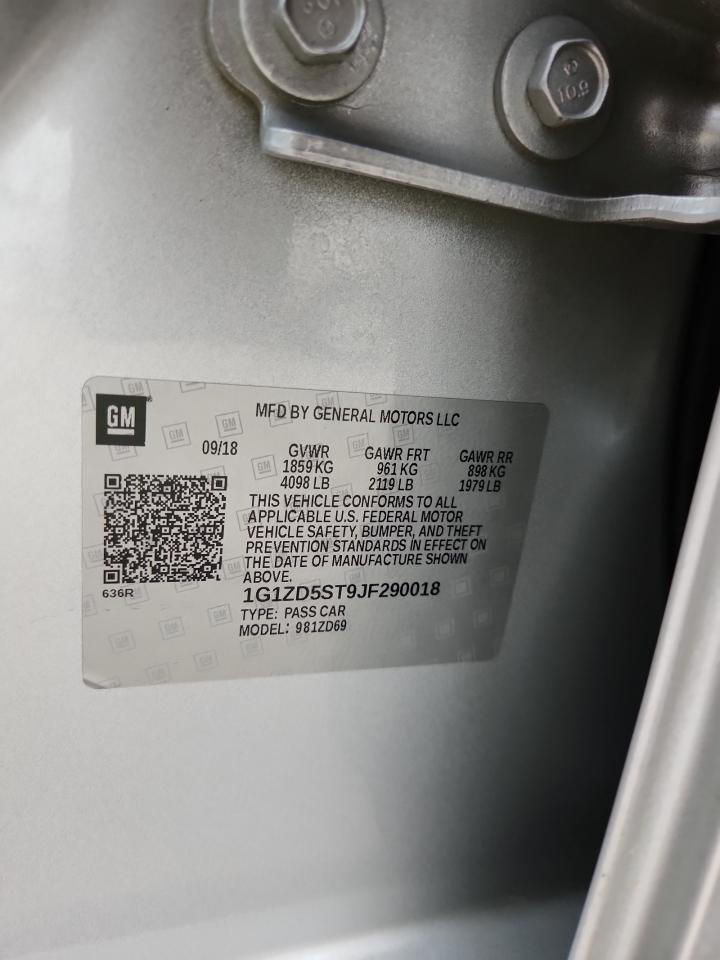 10.9
GM
MFD BY GENERAL MOTORS LLC
09/18 GVWR GAWR FRT GAWR RR
1859 KG 961 KG 898 KG
4098 LB 2119 LB 1979 LB
THIS VEHICLE CONFORMS TO ALL
APPLICABLE U.S. FEDERAL MOTOR
VEHICLE SAFETY, BUMPER, AND THEFT
PREVENTION STANDARDS IN EFFECT ON
THE DATE OF MANUFACTURE SHOWN
ABOVE.
636R
1G1ZD5ST9JF290018
TYPE: PASS CAR
MODEL: 981ZD69